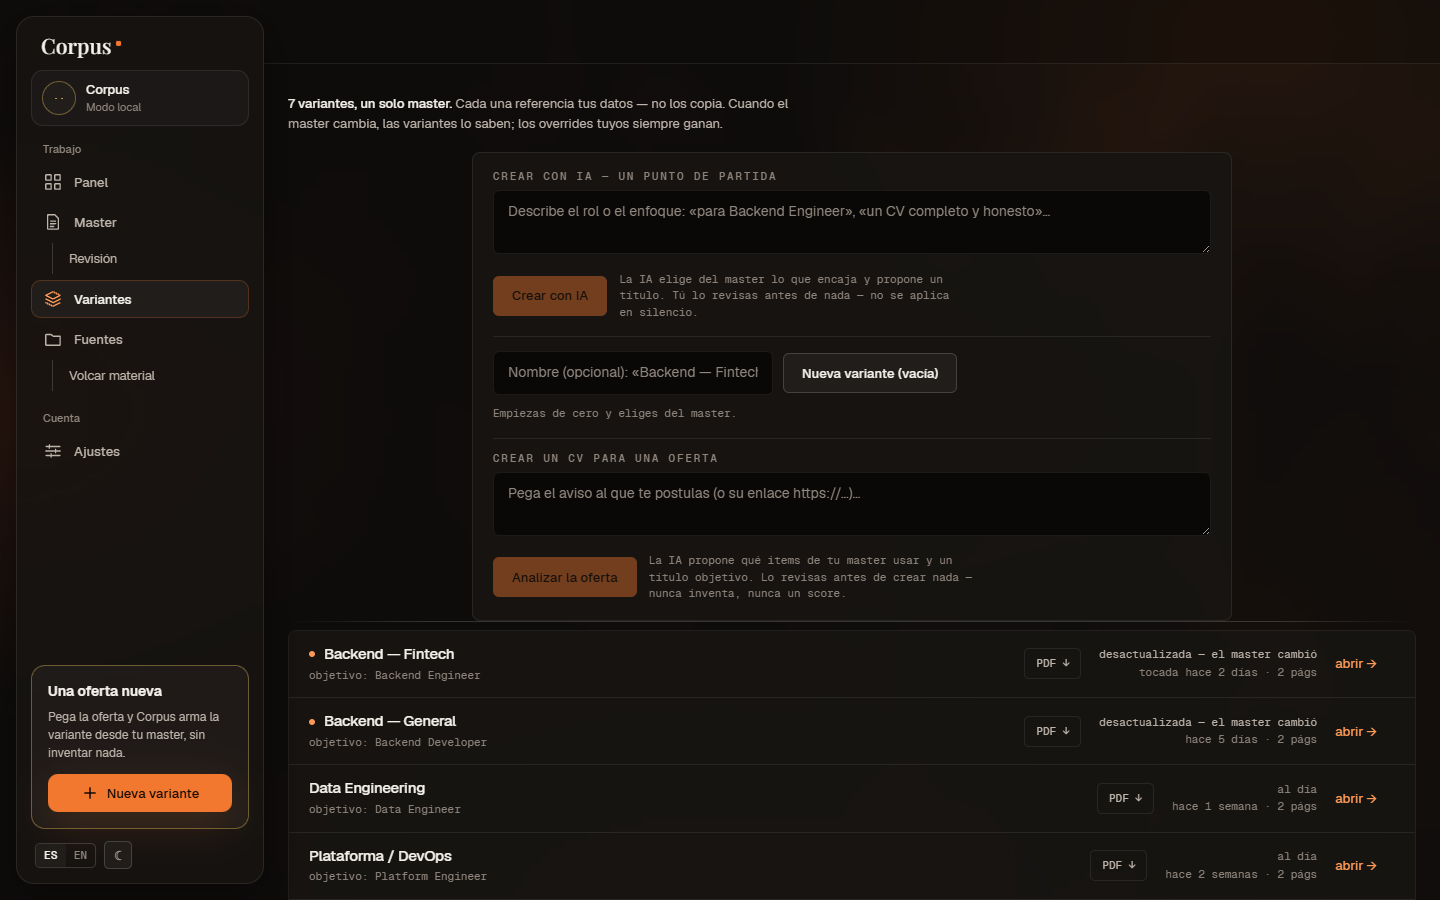 Corpus
Corpus
Modo local
Trabajo
Panel
Master
Revisión
Variantes
Fuentes
Volcar material
Cuenta
Ajustes
Una oferta nueva
Pega la oferta y Corpus arma la
variante desde tu master, sin
inventar nada.
+ Nueva variante
ES EN
7 variantes, un solo master. Cada una referencia tus datos — no los copia. Cuando el
master cambia, las variantes lo saben; los overrides tuyos siempre ganan.
CREAR CON IA — UN PUNTO DE PARTIDA
Describe el rol o el enfoque: «para Backend Engineer», «un CV completo y honesto»…
Crear con IA
La IA elige del master lo que encaja y propone un
título. Tú lo revisas antes de nada — no se aplica
en silencio.
Nombre (opcional): «Backend — Fintech
Nueva variante (vacía)
Empiezas de cero y eliges del master.
CREAR UN CV PARA UNA OFERTA
Pega el aviso al que te postulas (o su enlace https://…)…
Analizar la oferta
La IA propone qué ítems de tu master usar y un
título objetivo. Lo revisas antes de crear nada —
nunca inventa, nunca un score.
Backend — Fintech
objetivo: Backend Engineer
PDF ↓
desactualizada — el master cambió
tocada hace 2 días · 2 págs
abrir →
Backend — General
objetivo: Backend Developer
PDF ↓
desactualizada — el master cambió
hace 5 días · 2 págs
abrir →
Data Engineering
objetivo: Data Engineer
PDF ↓
al día
hace 1 semana · 2 págs
abrir →
Plataforma / DevOps
objetivo: Platform Engineer
PDF ↓
al día
hace 2 semanas · 2 págs
abrir →